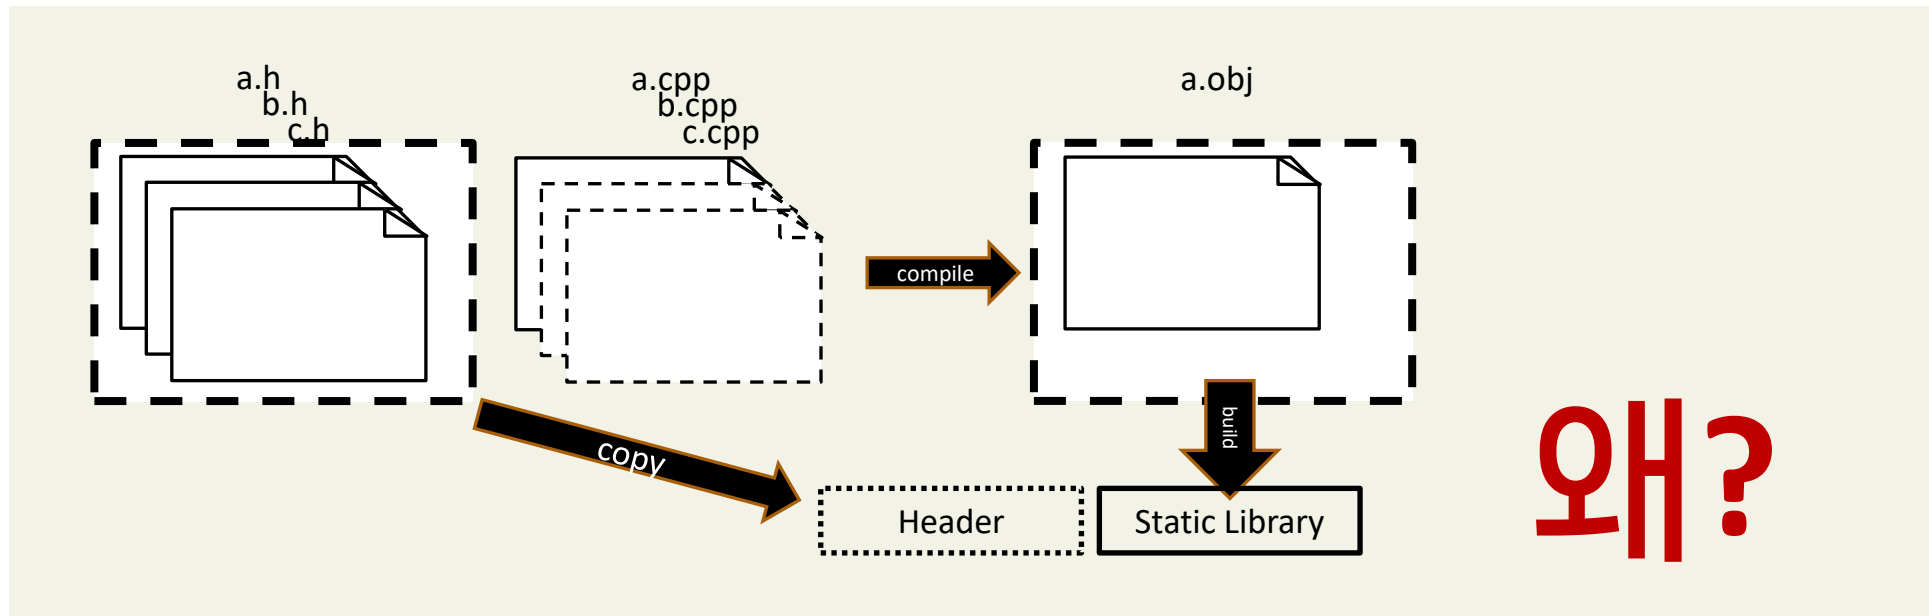 a.h
b.h
c.h
a.cpp
b.cpp
c.cpp
a.obj
compile
copy
build
Header
Static Library
왜?